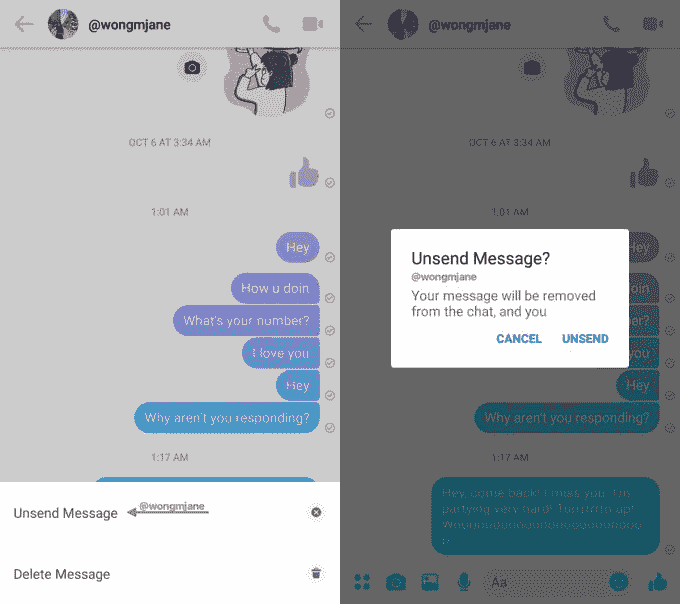 @wongmjane
OCT 6 AT 3:34 AM
1:01 AM
Hey
How u doin
What's your number?
I love you
Hey
Why aren't you responding?
1:17 AM
Unsend Message
@wongmjane
Delete Message
@wongmjane
OCT 6 AT 3:34 AM
1:01 AM
Hey
doin
ber?
Unsend Message?
@wongmjane
Your message will be removed
from the chat, and you
CANCEL
UNSEND
you
Hey
Why aren't you responding?
1:17 AM
Hey, come back! I miss you. I'm
partying very hard!
up!
Aa